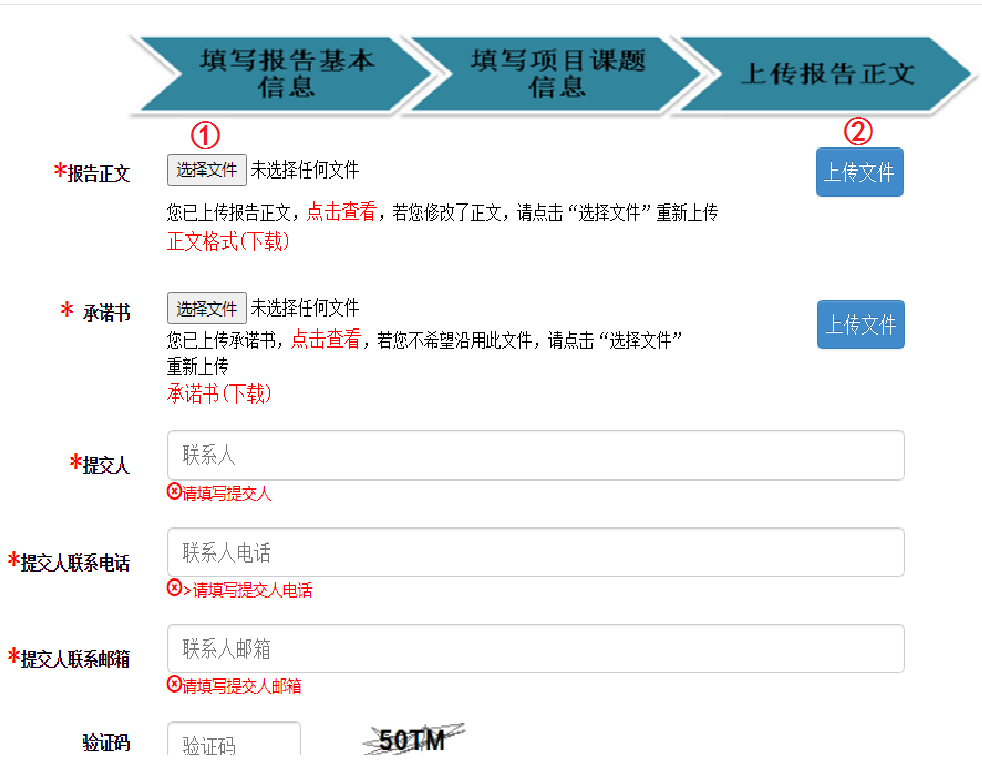 填写报告基本
信息
填写项目课题
信息
上传报告正文
①
②
*报告正文
选择文件 未选择任何文件
上传文件
您已上传报告正文，点击查看，若您修改了正文，请点击“选择文件”重新上传
正文格式(下载)
* 承诺书
选择文件 未选择任何文件
上传文件
您已上传承诺书，点击查看，若您不希望沿用此文件，请点击“选择文件”
重新上传
承诺书(下载)
*提交人
联系人
请填写提交人
*提交人联系电话
联系人电话
>请填写提交人电话
*提交人联系邮箱
联系人邮箱
请填写提交人邮箱
验证码
验证码
50TM